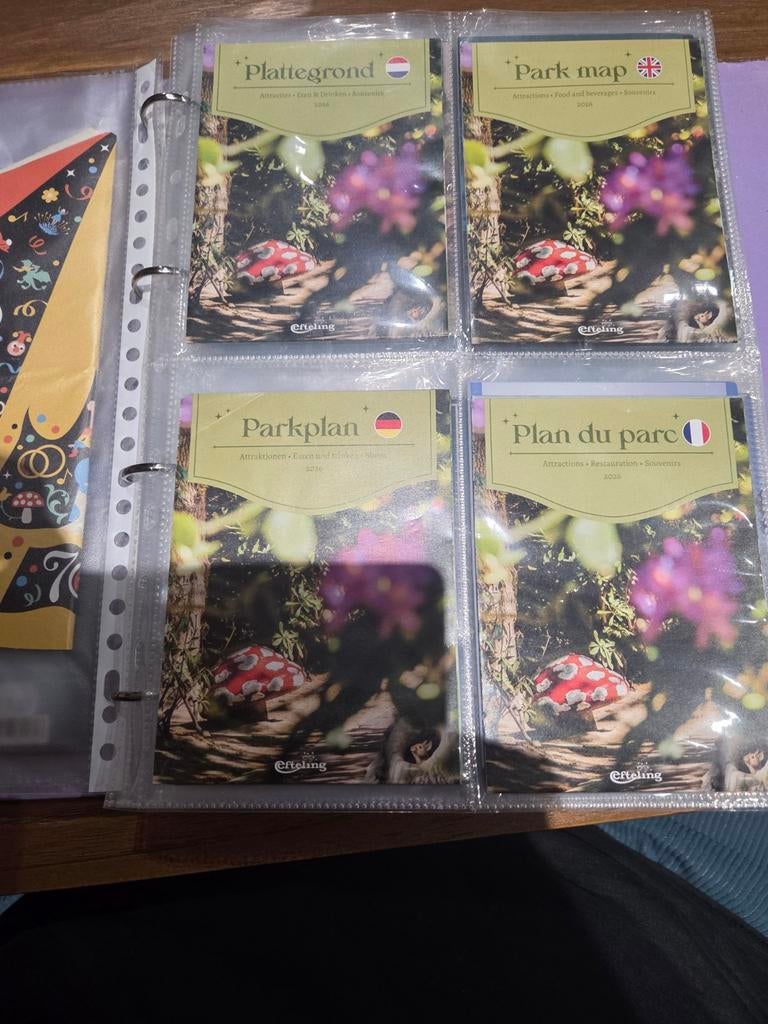 Plattegrond
Attracties • Eten & Drinken • Souvenirs
2026
Efteling
Park map
Attractions • Food and beverages • Souvenirs
2026
Efteling
Parkplan
Attraktionen • Essen und trinken • Shops
2026
Efteling
Plan du parc
Attractions • Restauration • Souvenirs
2026
Efteling